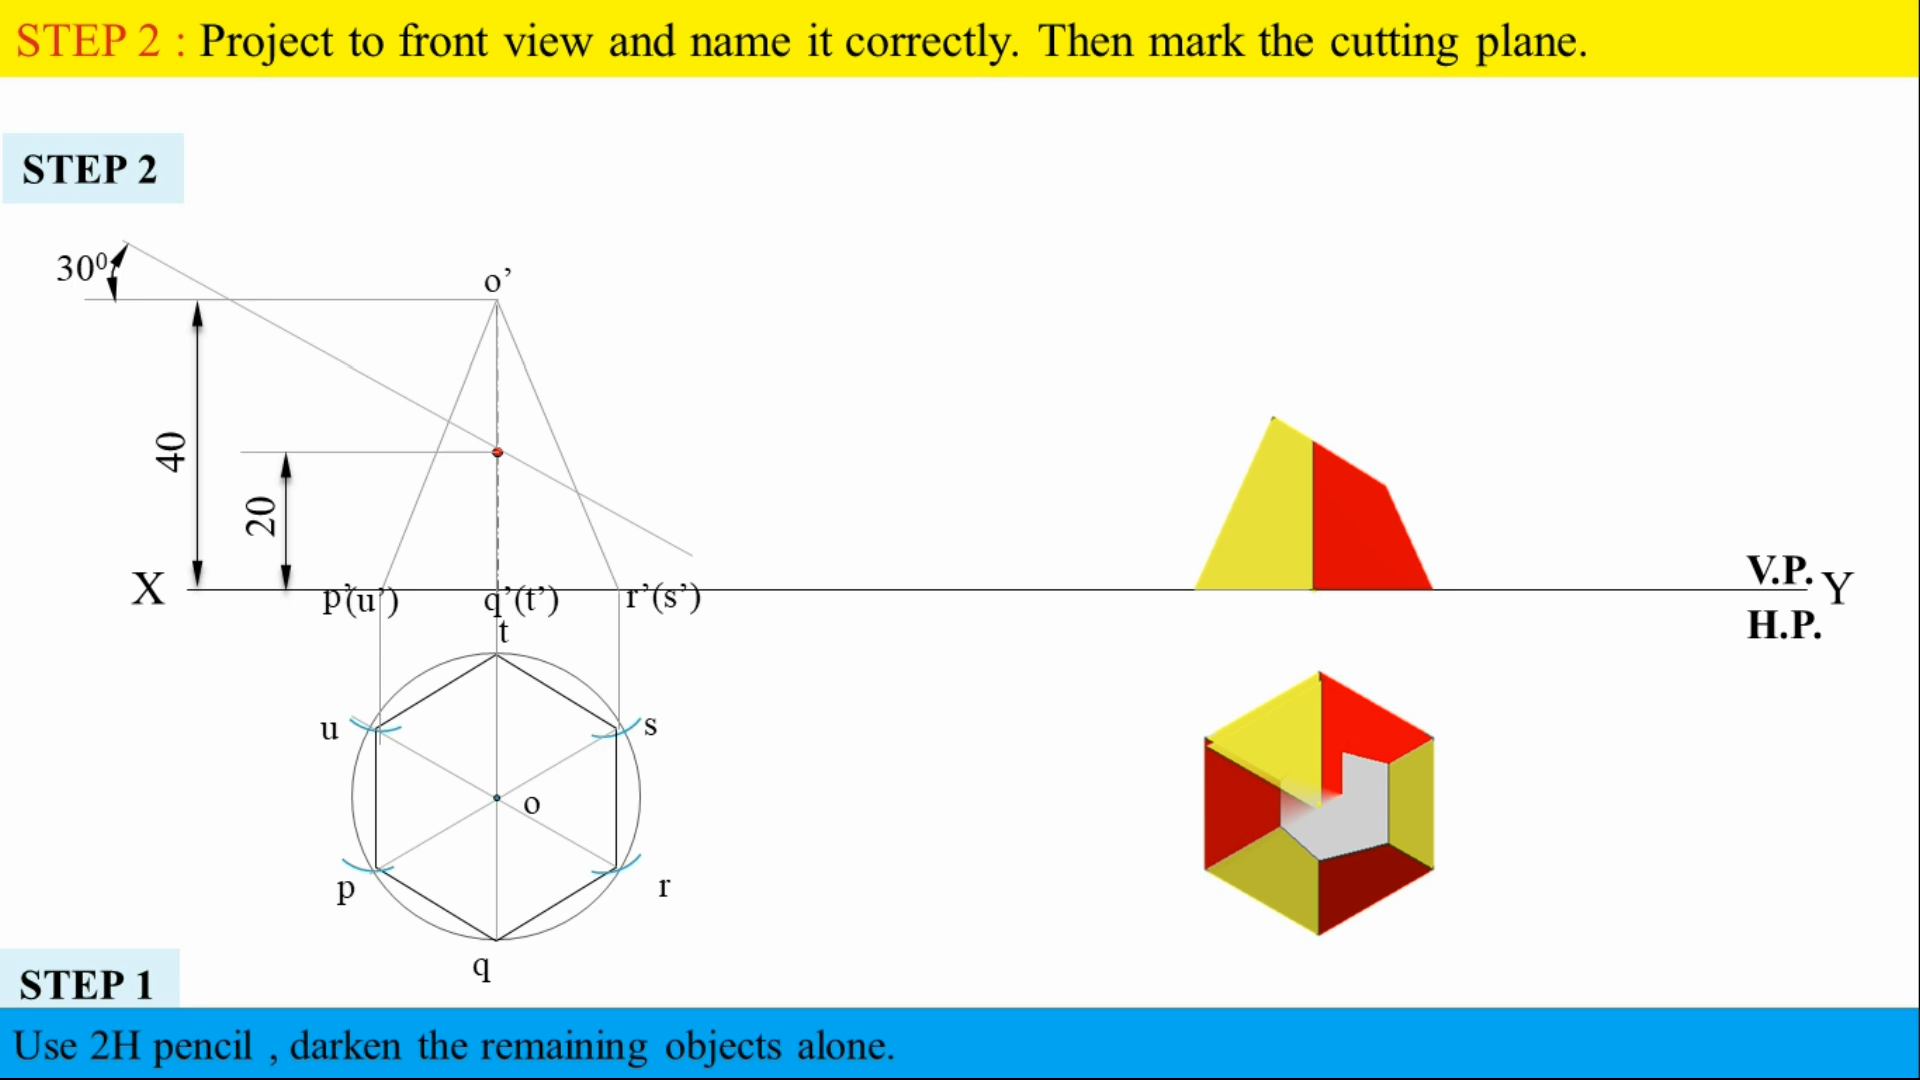 STEP 2 : Project to front view and name it correctly. Then mark the cutting plane.
STEP 2
30⁰
o’
40
20
X
p’(u’)
q’(t’)
r’(s’)
V.P.
Y
H.P.
t
u
s
o
p
r
q
STEP 1
Use 2H pencil , darken the remaining objects alone.